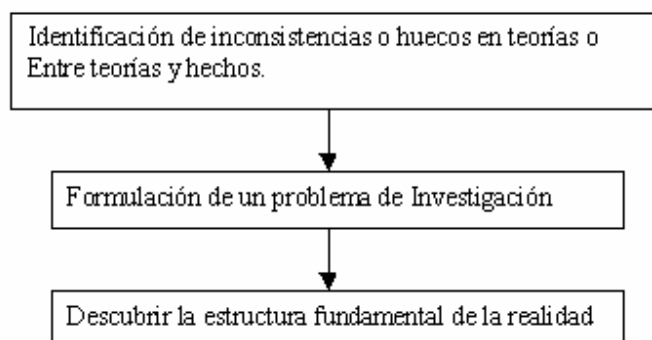 Identificación de inconsistencias o huecos en teorías o
Entre teorías y hechos.
Formulación de un problema de Investigación
Descubrir la estructura fundamental de la realidad